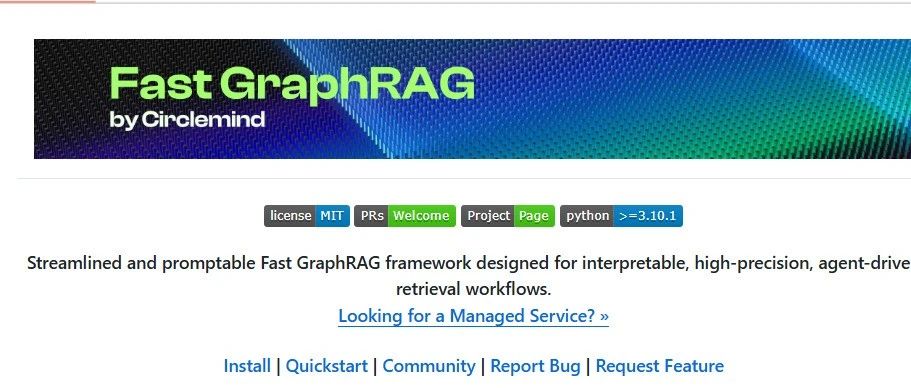 Fast GraphRAG
by Circlemind
license MIT PRs Welcome Project Page python >=3.10.1
Streamlined and promptable Fast GraphRAG framework designed for interpretable, high-precision, agent-drive
retrieval workflows.
Looking for a Managed Service? »
Install | Quickstart | Community | Report Bug | Request Feature